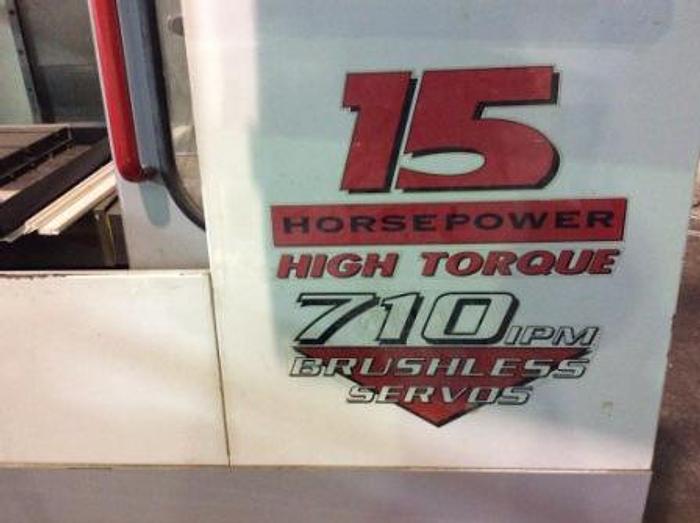 15
HORSEPOWER
HIGH TORQUE
710 IPM
BRUSHLESS
SERVOS